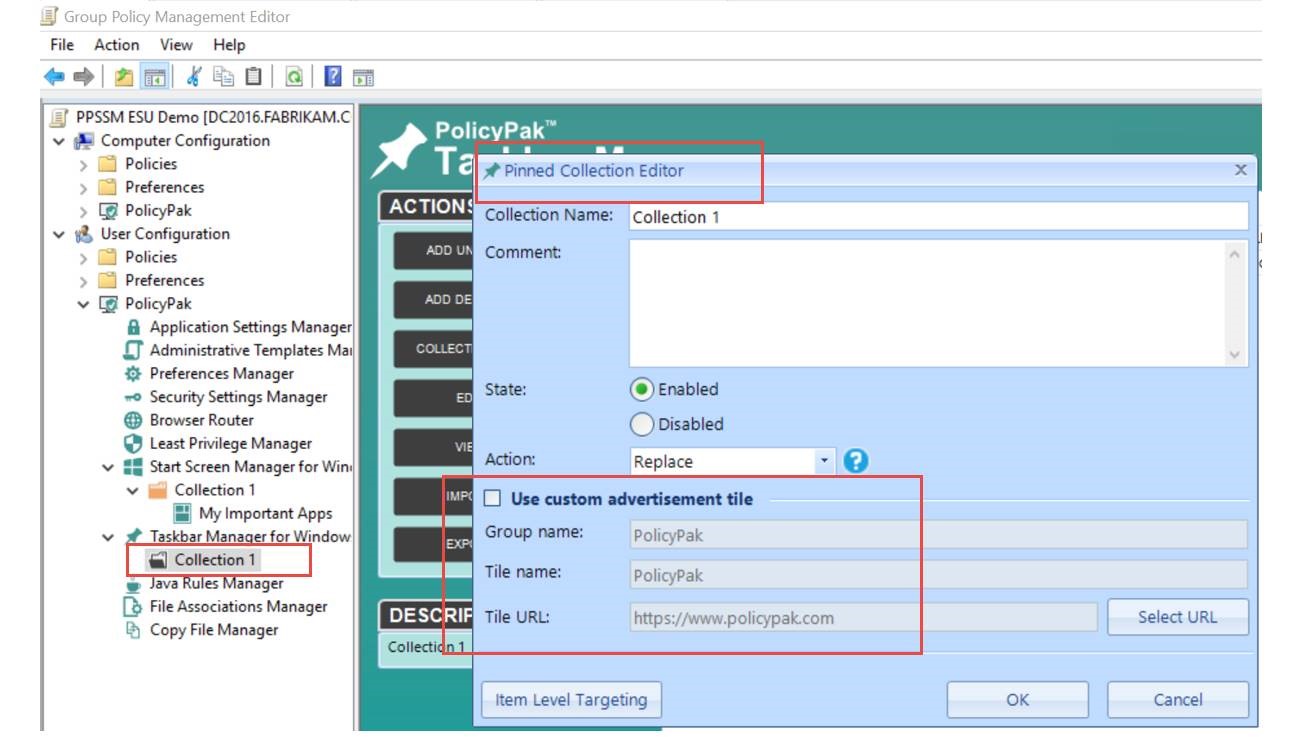 Group Policy Management Editor
File Action View Help
PPSSM ESU Demo [DC2016.FABRIKAM.C
Computer Configuration
Policies
Preferences
PolicyPak
User Configuration
Policies
Preferences
PolicyPak
Application Settings Manager
Administrative Templates Mai
Preferences Manager
Security Settings Manager
Browser Router
Least Privilege Manager
Start Screen Manager for Win
Collection 1
My Important Apps
Taskbar Manager for Window
Collection 1
Java Rules Manager
File Associations Manager
Copy File Manager
PolicyPak™
ACTIONS
ADD UN
ADD DE
COLLECT
ED
VIE
IMPO
EXPO
DESCRIP
Collection 1
Pinned Collection Editor
Collection Name: Collection 1
Comment:
State: Enabled
Disabled
Action: Replace
Use custom advertisement tile
Group name: PolicyPak
Tile name: PolicyPak
Tile URL: https://www.policypak.com Select URL
Item Level Targeting OK Cancel